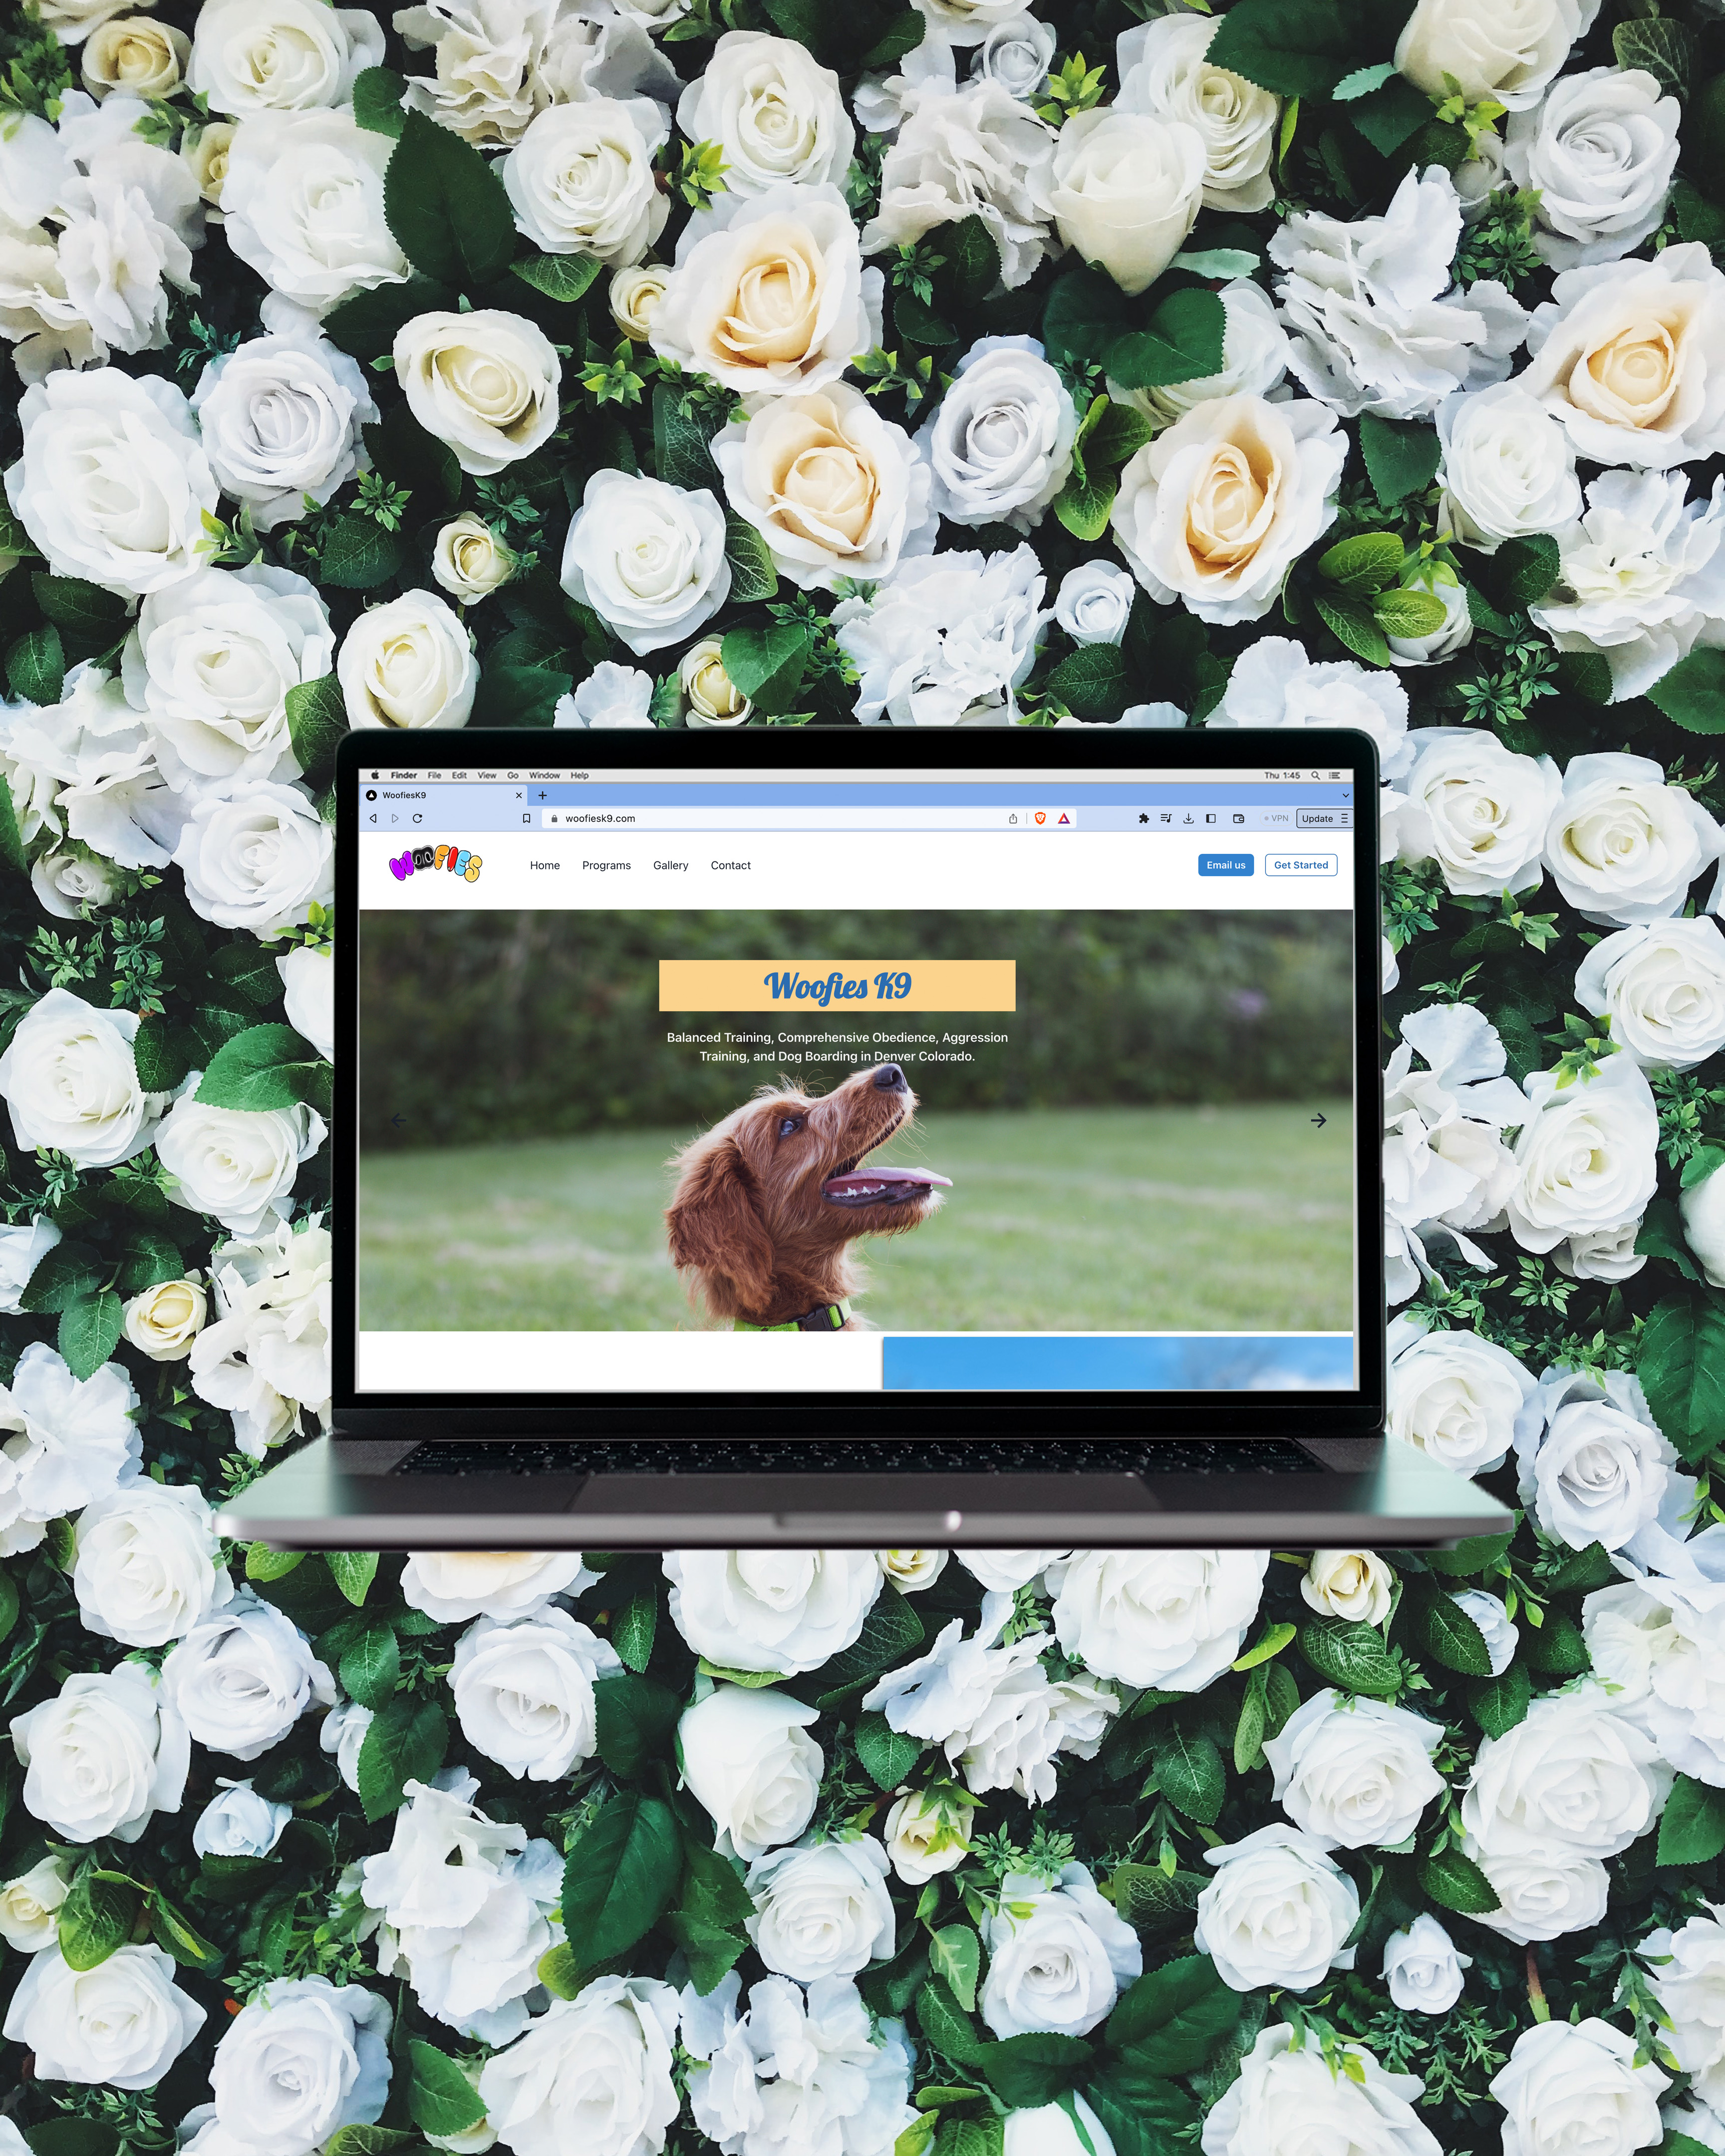 Finder File Edit View Go Window Help Thu 1:45
WoofiesK9
woofiesk9.com VPN Update
WOOFIES Home Programs Gallery Contact Email us Get Started
Woofies K9
Balanced Training, Comprehensive Obedience, Aggression
Training, and Dog Boarding in Denver Colorado.